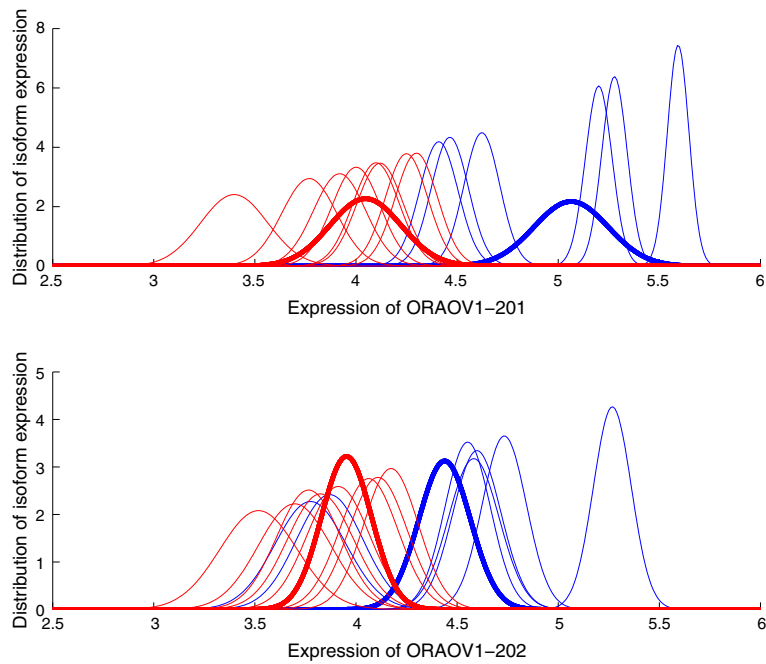 Distribution of isoform expression
8
6
4
2
0
2.5 3 3.5 4 4.5 5 5.5 6
Expression of ORAOV1−201
Distribution of isoform expression
5
4
3
2
1
0
2.5 3 3.5 4 4.5 5 5.5 6
Expression of ORAOV1−202